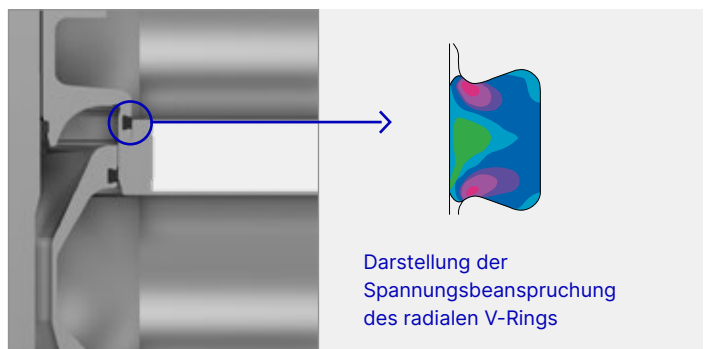 Darstellung der
Spannungsbeanspruchung
des radialen V-Rings